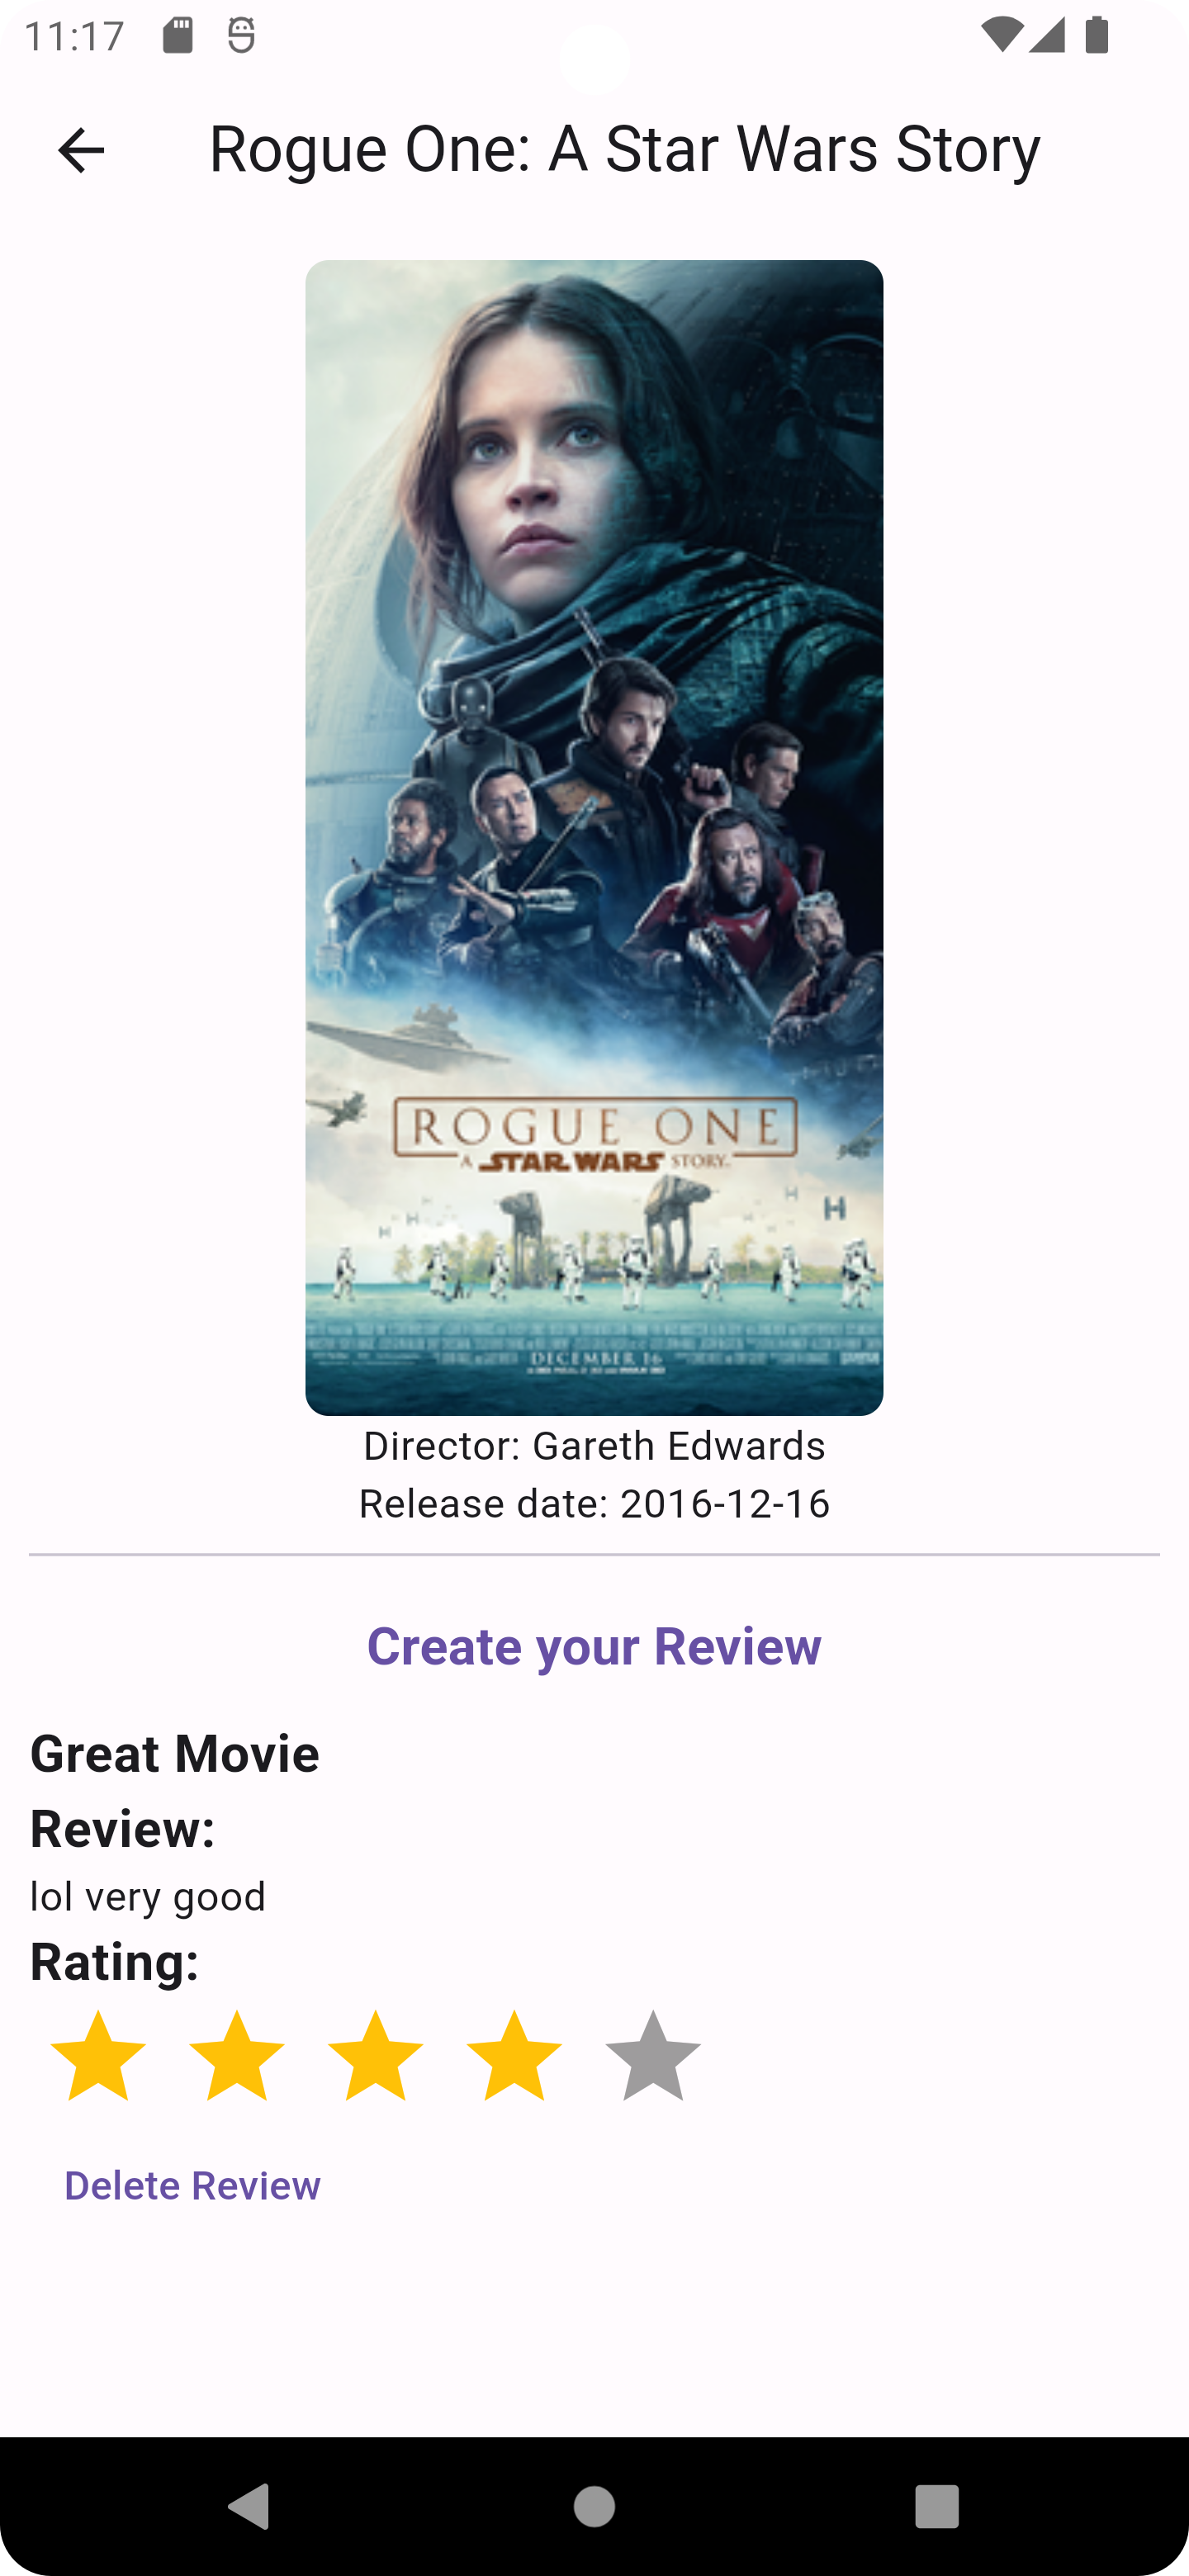 11:17
Rogue One: A Star Wars Story
ROGUE ONE
A STAR WARS STORY
DECEMBER 16
Director: Gareth Edwards
Release date: 2016-12-16
Create your Review
Great Movie
Review:
lol very good
Rating:
Delete Review